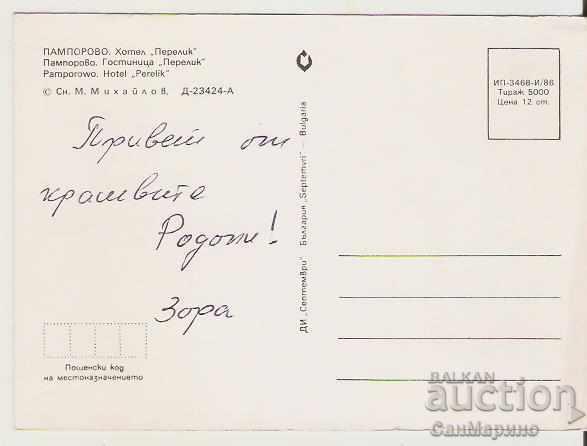 ПАМПОРОВО. Хотел „Перелик"
Пампорово. Гостиница „Перелик"
Pamporowo. Hotel „Perelik"
© Сн. М. Михайлов, Д-23424-А
Привет от
красивите
Родопи!
Зора
Пощенски код
на местоназначението
ДИ „Септември" България „Septemvri" — Bulgaria
ИП-3468-И/86
Тираж 5000
Цена 12 ст.
BALKAN
auction
СанМарино